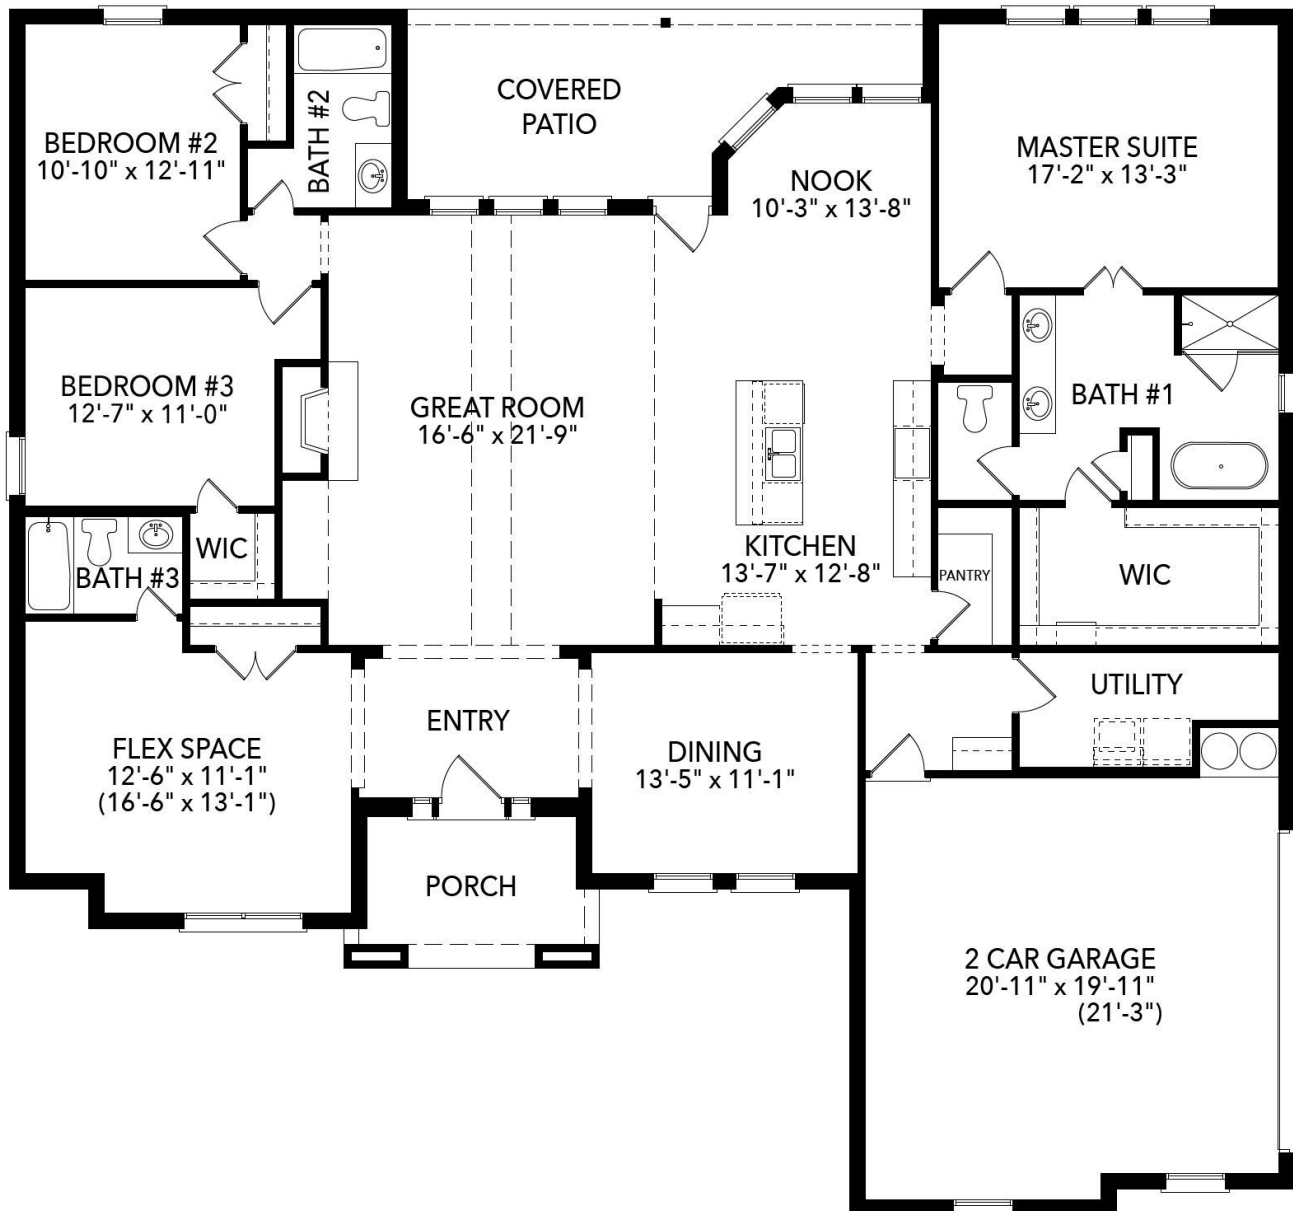 COVERED
PATIO
BEDROOM #2
10'-10" x 12'-11"
BATH #2
MASTER SUITE
17'-2" x 13'-3"
NOOK
10'-3" x 13'-8"
BEDROOM #3
12'-7" x 11'-0"
GREAT ROOM
16'-6" x 21'-9"
BATH #1
WIC
BATH #3
KITCHEN
13'-7" x 12'-8"
PANTRY
WIC
UTILITY
ENTRY
FLEX SPACE
12'-6" x 11'-1"
(16'-6" x 13'-1")
DINING
13'-5" x 11'-1"
PORCH
2 CAR GARAGE
20'-11" x 19'-11"
(21'-3")